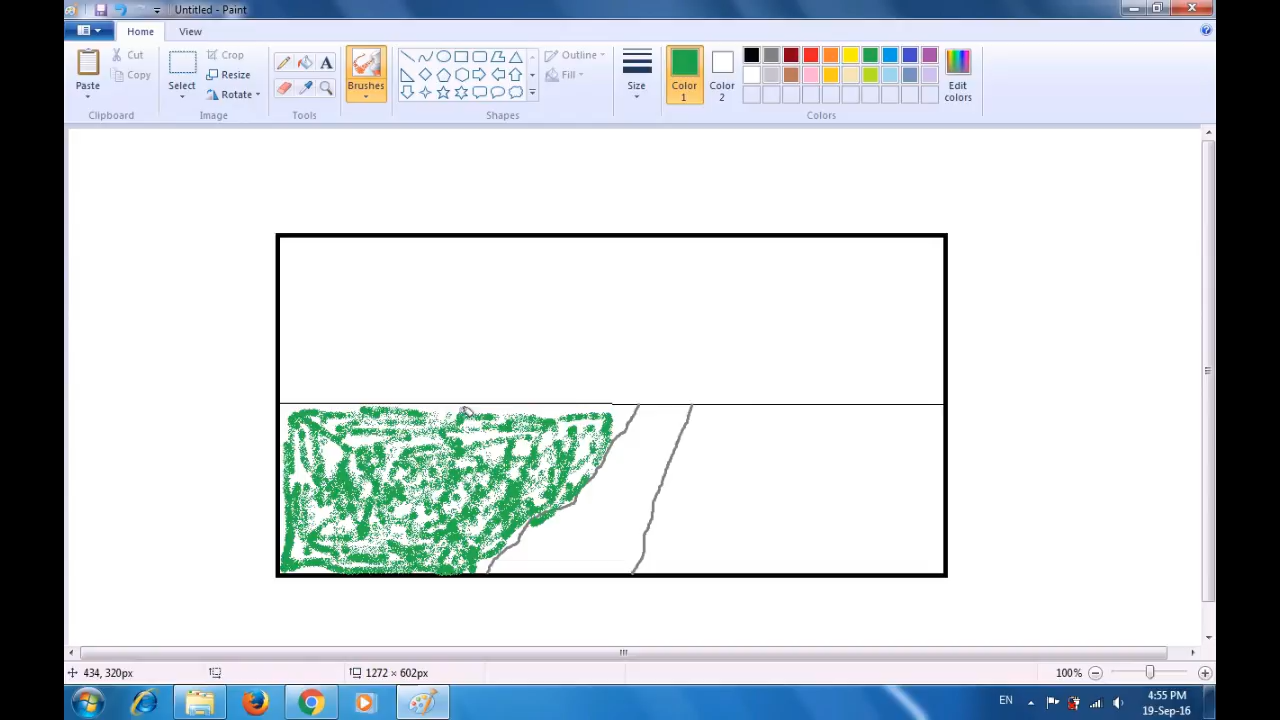 Untitled - Paint
Home View
Paste
Cut
Copy
Clipboard
Select
Crop
Resize
Rotate
Image
A
Tools
Brushes
Outline
Fill
Shapes
Size
Color 1
Color 2
Edit colors
Colors
434, 320px
1272 × 602px
100%
EN
4:55 PM
19-Sep-16